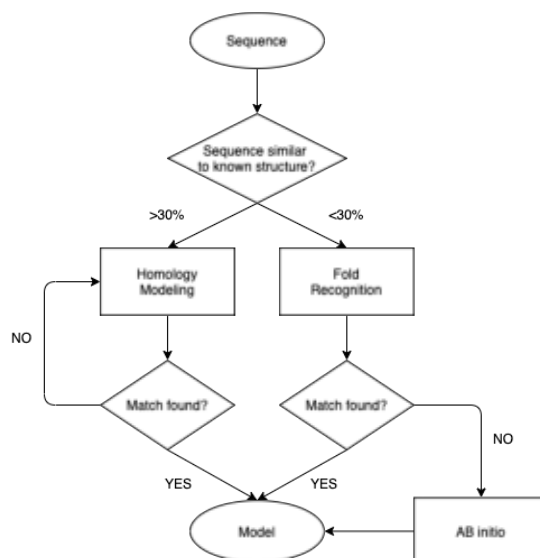 Sequence
Sequence similar
to known structure?
>30%
<30%
Homology
Modeling
Fold
Recognition
NO
Match found?
Match found?
NO
YES
YES
Model
AB initio